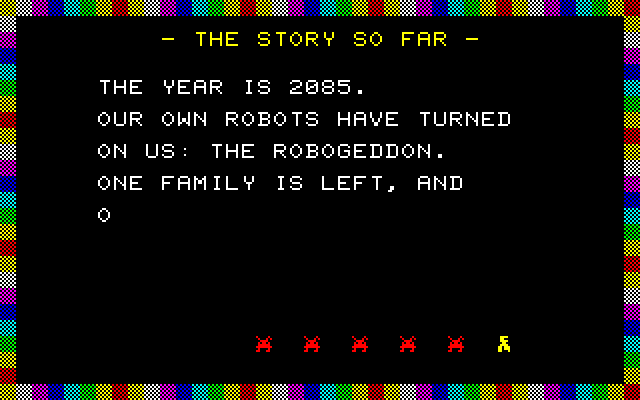 - THE STORY SO FAR -
THE YEAR IS 2085.
OUR OWN ROBOTS HAVE TURNED
ON US: THE ROBOGEDDON.
ONE FAMILY IS LEFT, AND
O